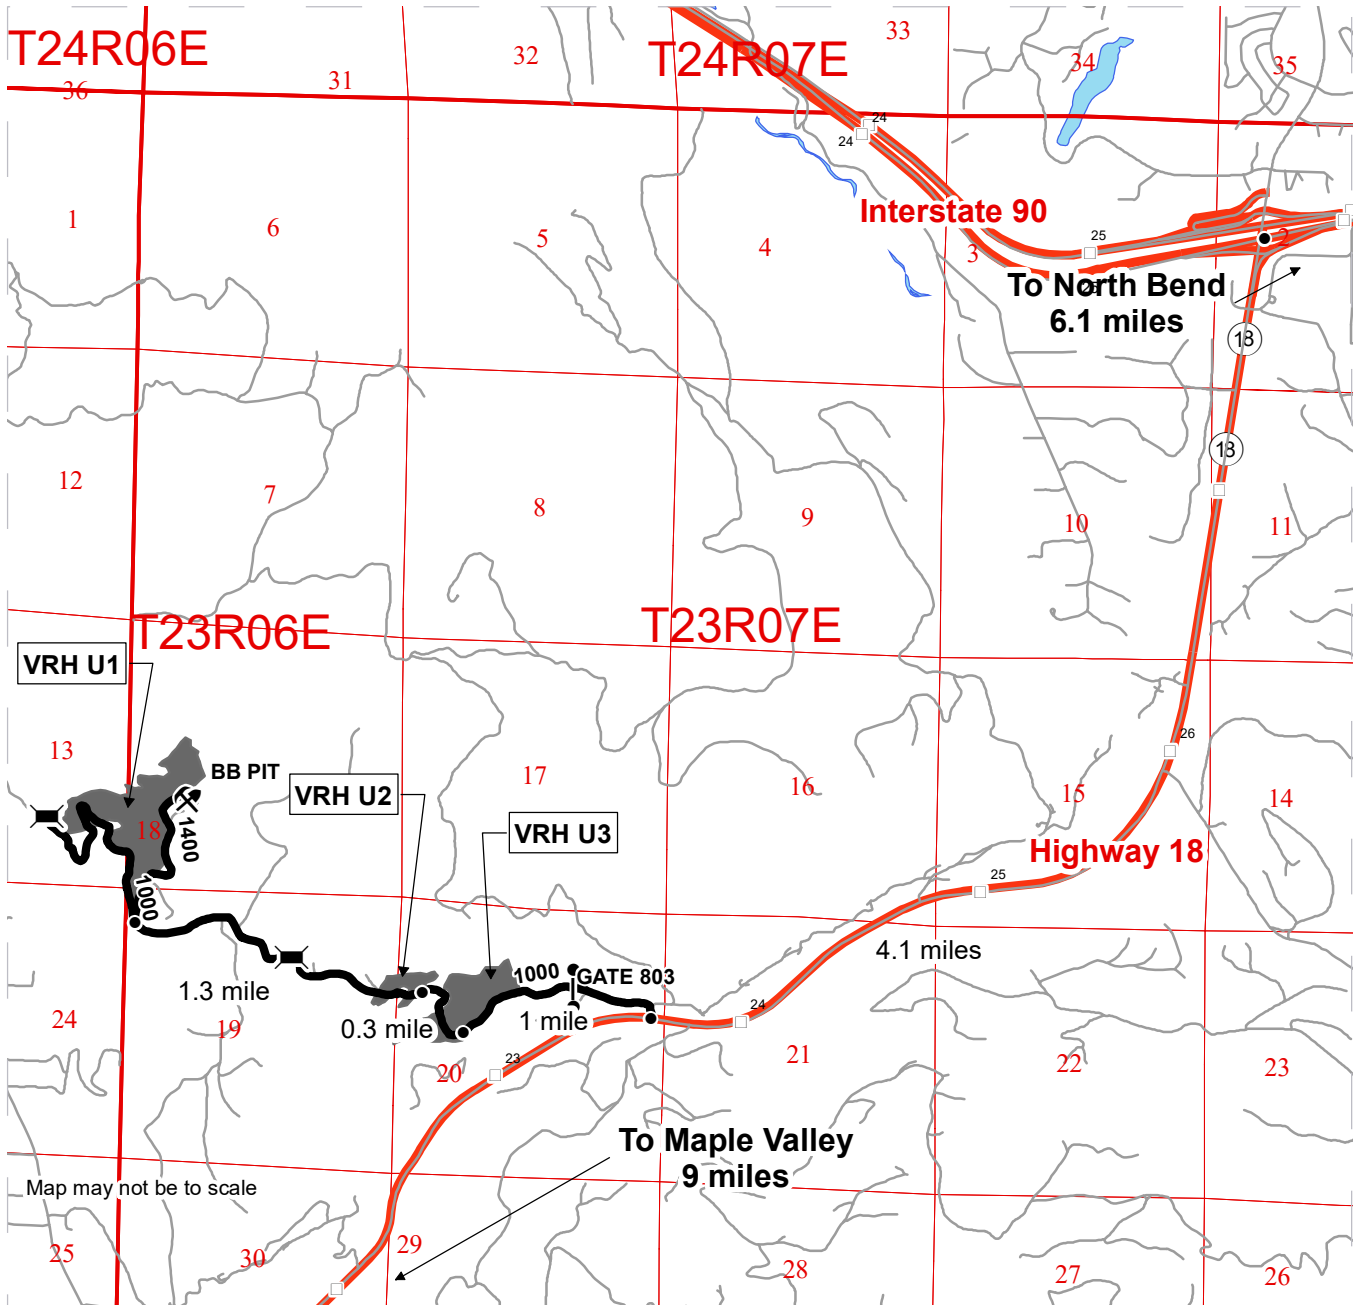 T24R06E
T24R07E
33
32
31
36
34
35
24
24
1
6
5
4
Interstate 90
3
25
2
25
To North Bend
6.1 miles
18
18
12
7
8
9
10
11
T23R06E
T23R07E
VRH U1
13
BB PIT
17
16
15
14
26
VRH U2
VRH U3
18
1400
Highway 18
25
1000
4.1 miles
1000
GATE 803
1.3 mile
0.3 mile
1 mile
24
24
19
20
23
21
22
23
To Maple Valley
9 miles
Map may not be to scale
25
30
29
28
27
26